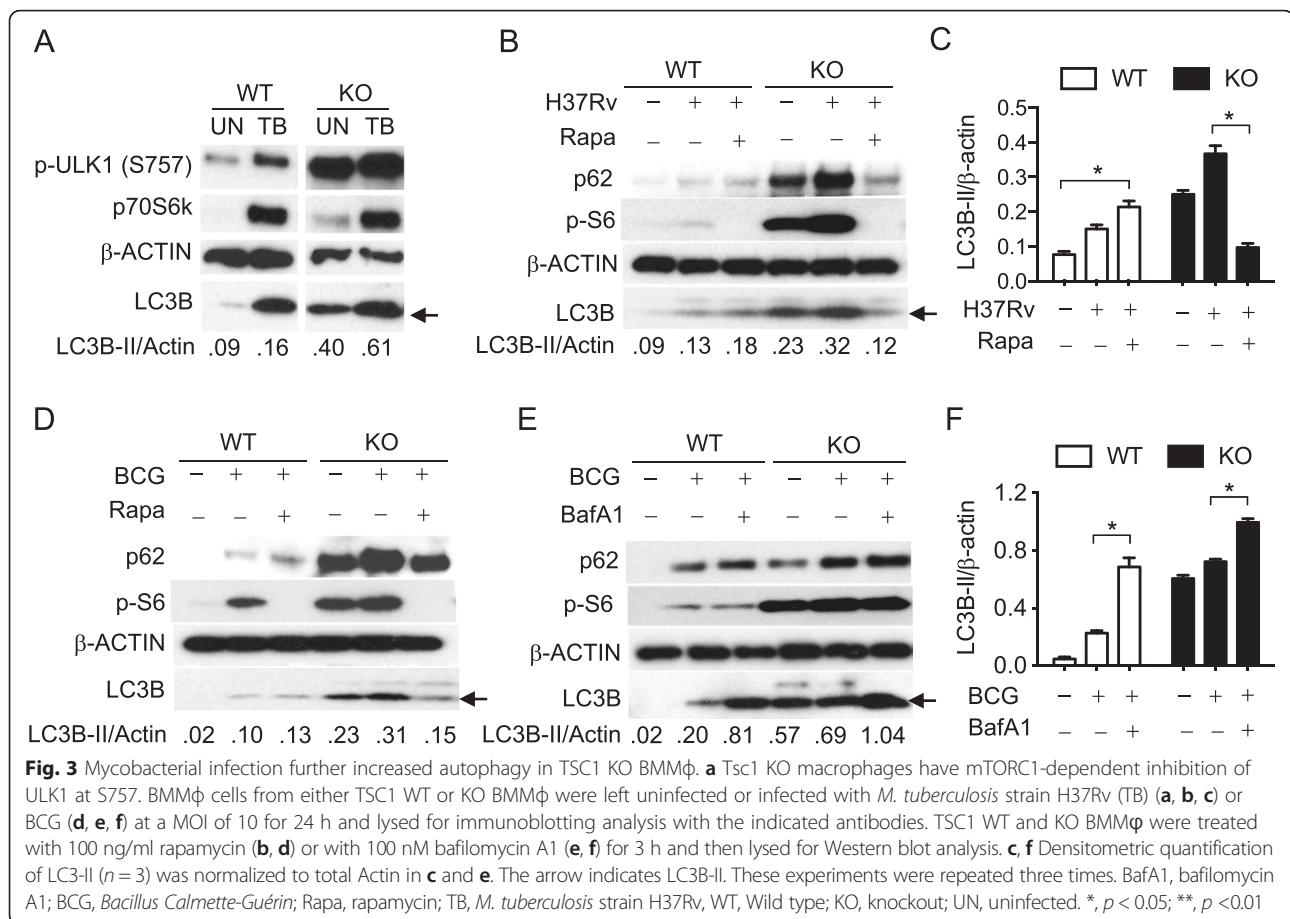 A
WT KO
UN TB UN TB
p-ULK1 (S757)
p70S6k
β-ACTIN
LC3B
LC3B-II/Actin .09 .16 .40 .61
B
WT KO
H37Rv – + + – + +
Rapa – – + – – +
p62
p-S6
β-ACTIN
LC3B
LC3B-II/Actin .09 .13 .18 .23 .32 .12
C
WT KO
LC3B-II/β-actin
0.5
0.4
0.3
0.2
0.1
0.0
* *
H37Rv – + + – + +
Rapa – – + – – +
D
WT KO
BCG – + + – + +
Rapa – – + – – +
p62
p-S6
β-ACTIN
LC3B
LC3B-II/Actin .02 .10 .13 .23 .31 .15
E
WT KO
BCG – + + – + +
BafA1 – – + – – +
p62
p-S6
β-ACTIN
LC3B
LC3B-II/Actin .02 .20 .81 .57 .69 1.04
F
WT KO
LC3B-II/β-actin
1.2
0.8
0.4
0.0
* *
BCG – + + – + +
BafA1 – – + – – +
Fig. 3 Mycobacterial infection further increased autophagy in TSC1 KO BMMϕ. a Tsc1 KO macrophages have mTORC1-dependent inhibition of
ULK1 at S757. BMMϕ cells from either TSC1 WT or KO BMMϕ were left uninfected or infected with M. tuberculosis strain H37Rv (TB) (a, b, c) or
BCG (d, e, f) at a MOI of 10 for 24 h and lysed for immunoblotting analysis with the indicated antibodies. TSC1 WT and KO BMMφ were treated
with 100 ng/ml rapamycin (b, d) or with 100 nM bafilomycin A1 (e, f) for 3 h and then lysed for Western blot analysis. c, f Densitometric quantification
of LC3-II (n = 3) was normalized to total Actin in c and e. The arrow indicates LC3B-II. These experiments were repeated three times. BafA1, bafilomycin
A1; BCG, Bacillus Calmette-Guérin; Rapa, rapamycin; TB, M. tuberculosis strain H37Rv, WT, Wild type; KO, knockout; UN, uninfected. *, p < 0.05; **, p <0.01